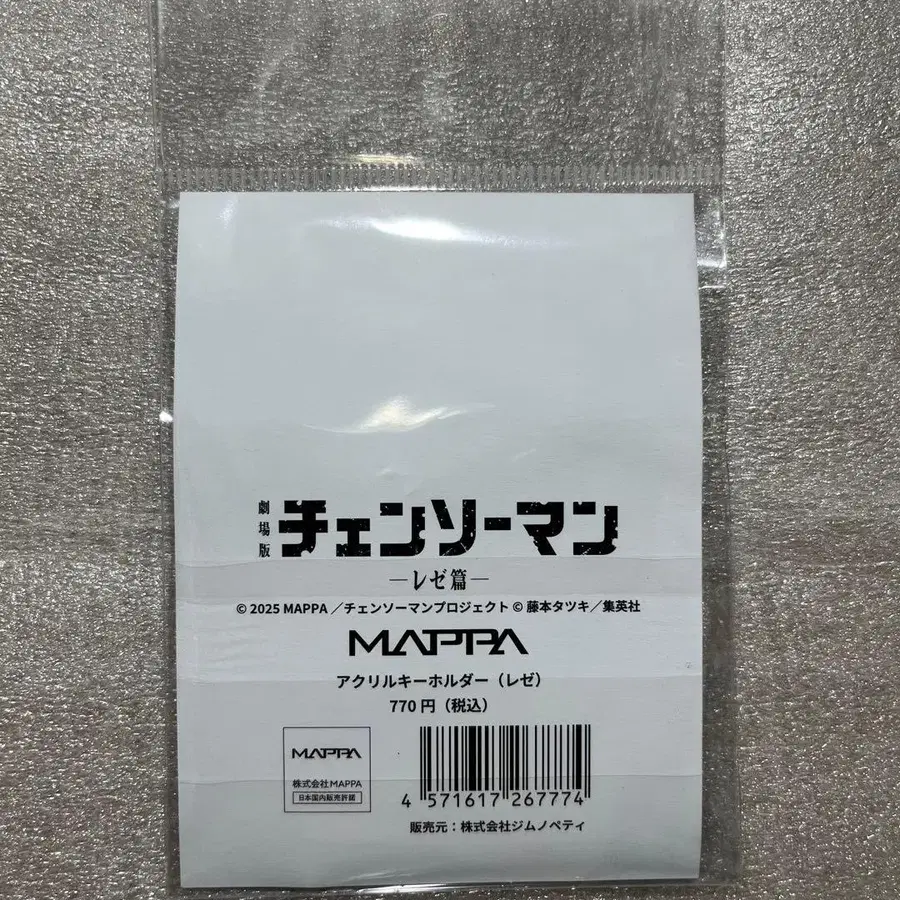 劇場版 チェンソーマン
―レゼ篇―
© 2025 MAPPA／チェンソーマンプロジェクト © 藤本タツキ／集英社
MAPPA
アクリルキーホルダー（レゼ）
770 円（税込）
MAPPA
株式会社MAPPA
日本国内販売許諾
4 571617 267774
販売元：株式会社ジムノペティ